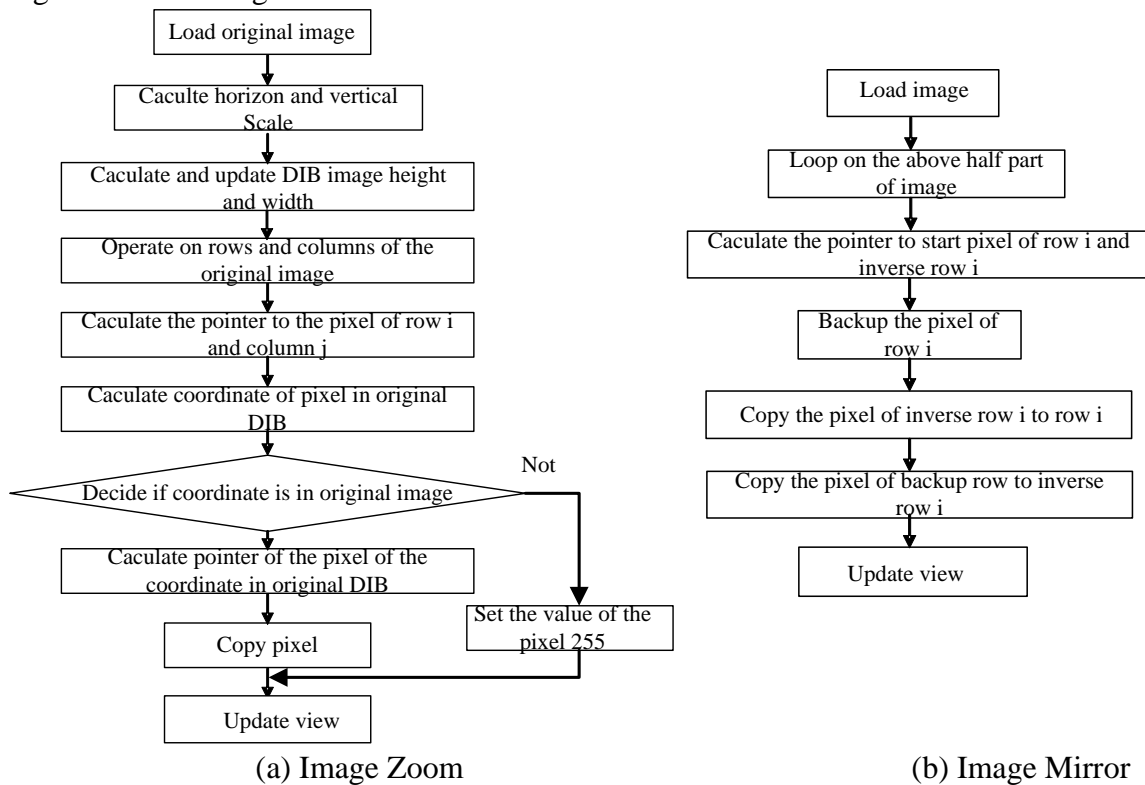 Load original image
Caculte horizon and vertical
Scale
Caculate and update DIB image height
and width
Operate on rows and columns of the
original image
Caculate the pointer to the pixel of row i
and column j
Caculate coordinate of pixel in original
DIB
Not
Decide if coordinate is in original image
Caculate pointer of the pixel of the
coordinate in original DIB
Set the value of the
pixel 255
Copy pixel
Update view
(a) Image Zoom
Load image
Loop on the above half part
of image
Caculate the pointer to start pixel of row i and
inverse row i
Backup the pixel of
row i
Copy the pixel of inverse row i to row i
Copy the pixel of backup row to inverse
row i
Update view
(b) Image Mirror